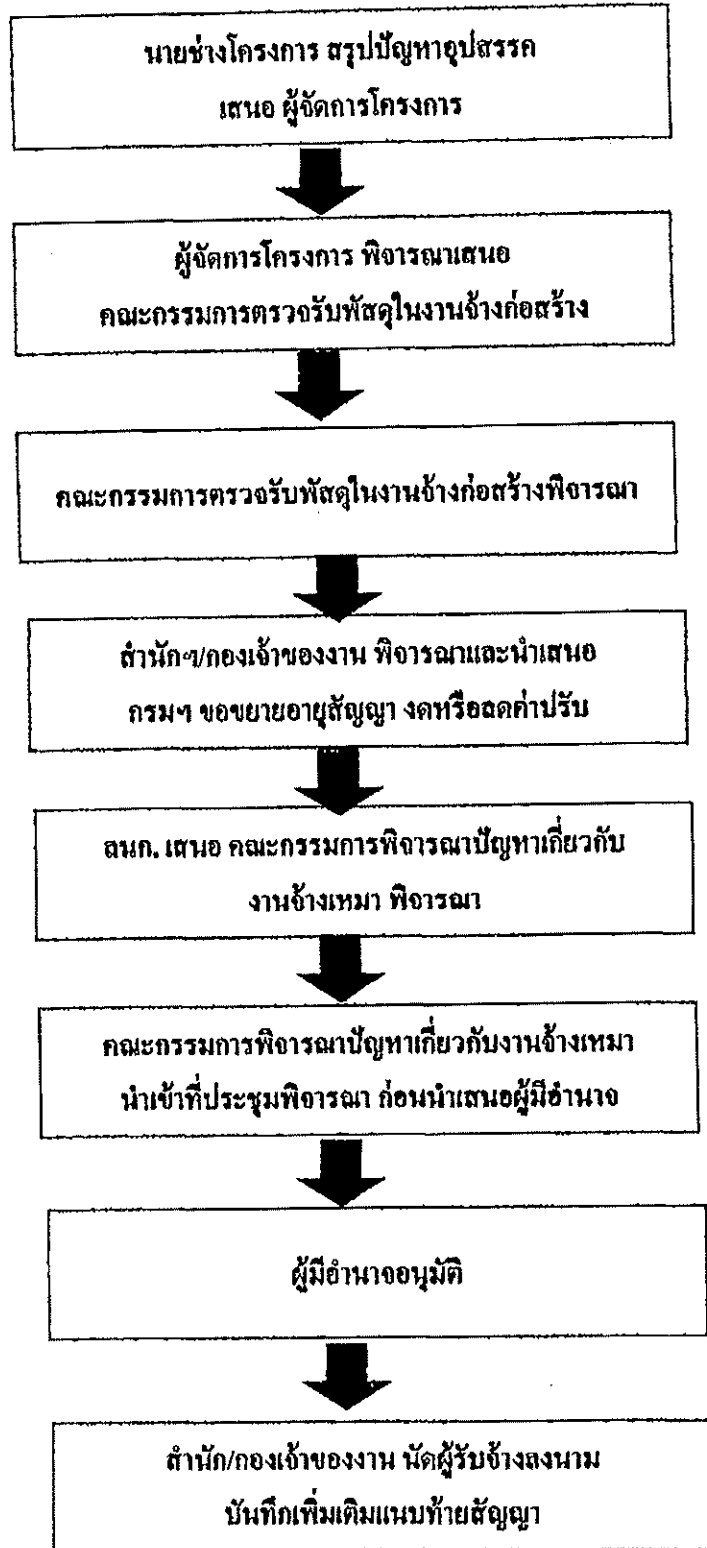 นายช่างโครงการ สรุปปัญหาอุปสรรค
เสนอ ผู้จัดการโครงการ
ผู้จัดการโครงการ พิจารณาเสนอ
คณะกรรมการตรวจรับพัสดุในงานจ้างก่อสร้าง
คณะกรรมการตรวจรับพัสดุในงานจ้างก่อสร้างพิจารณา
สำนักฯ/กองเจ้าของงาน พิจารณาและนำเสนอ
กรมฯ ขอขยายอายุสัญญา งดหรือลดค่าปรับ
ลนก. เสนอ คณะกรรมการพิจารณาปัญหาเกี่ยวกับ
งานจ้างเหมา พิจารณา
คณะกรรมการพิจารณาปัญหาเกี่ยวกับงานจ้างเหมา
นำเข้าที่ประชุมพิจารณา ก่อนนำเสนอผู้มีอำนาจ
ผู้มีอำนาจอนุมัติ
สำนัก/กองเจ้าของงาน นัดผู้รับจ้างลงนาม
บันทึกเพิ่มเติมแนบท้ายสัญญา